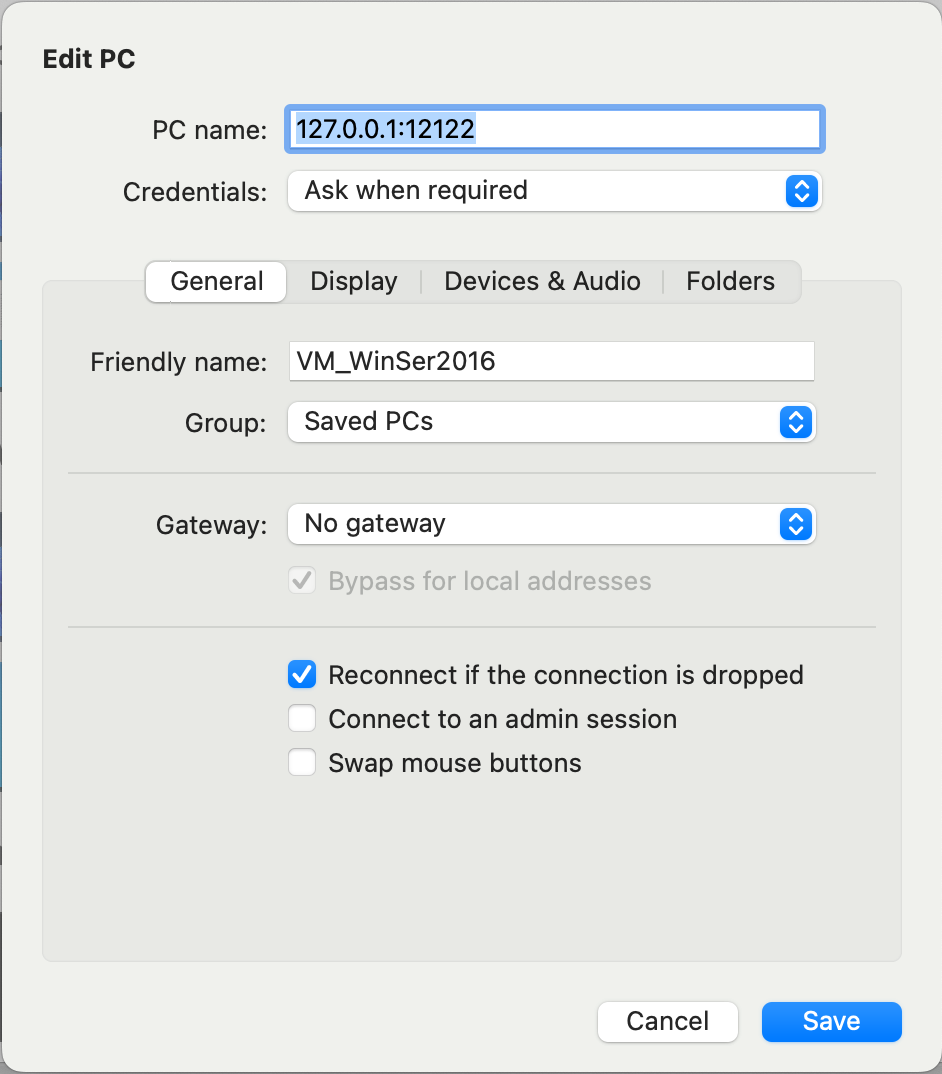 Edit PC
PC name: 127.0.0.1:12122
Credentials: Ask when required
General Display Devices & Audio Folders
Friendly name: VM_WinSer2016
Group: Saved PCs
Gateway: No gateway
Bypass for local addresses
Reconnect if the connection is dropped
Connect to an admin session
Swap mouse buttons
Cancel Save